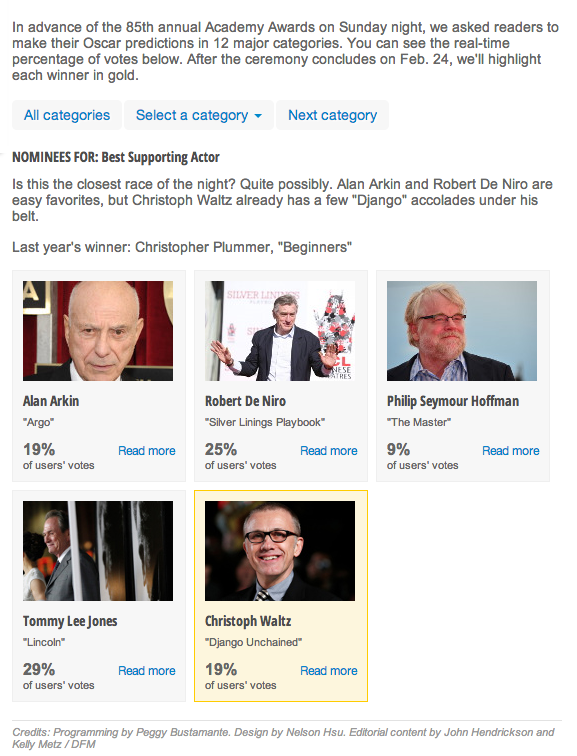 In advance of the 85th annual Academy Awards on Sunday night, we asked readers to
make their Oscar predictions in 12 major categories. You can see the real-time
percentage of votes below. After the ceremony concludes on Feb. 24, we'll highlight
each winner in gold.
All categories
Select a category
Next category
NOMINEES FOR: Best Supporting Actor
Is this the closest race of the night? Quite possibly. Alan Arkin and Robert De Niro are
easy favorites, but Christoph Waltz already has a few "Django" accolades under his
belt.
Last year's winner: Christopher Plummer, "Beginners"
A
SILVER LININGS
Alan Arkin
"Argo"
19%
Read more
of users' votes
Robert De Niro
"Silver Linings Playbook"
25%
Read more
of users' votes
Philip Seymour Hoffman
"The Master"
9%
Read more
of users' votes
Tommy Lee Jones
"Lincoln"
29%
Read more
of users' votes
Christoph Waltz
"Django Unchained"
19%
Read more
of users' votes
Credits: Programming by Peggy Bustamante. Design by Nelson Hsu. Editorial content by John Hendrickson and
Kelly Metz / DFM